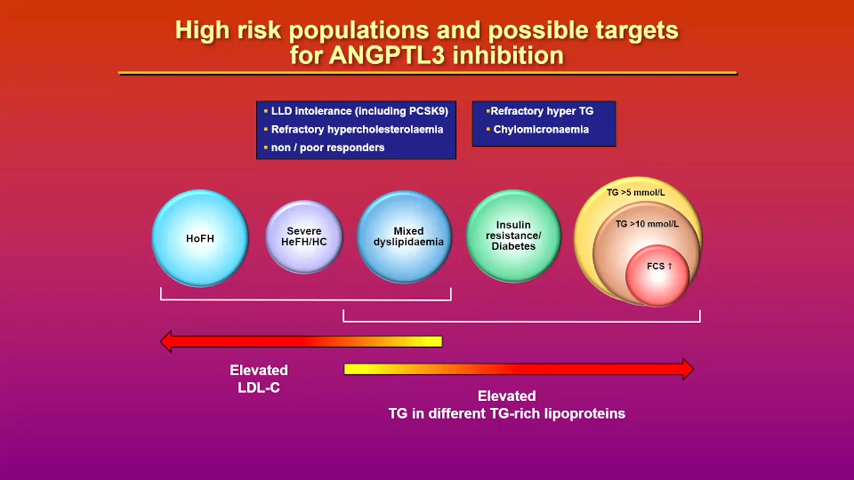 High risk populations and possible targets
for ANGPTL3 inhibition
▪ LLD intolerance (including PCSK9)
▪ Refractory hypercholesterolaemia
▪ non / poor responders
▪Refractory hyper TG
▪ Chylomicronaemia
HoFH
Severe
HeFH/HC
Mixed
dyslipidaemia
Insulin
resistance/
Diabetes
TG >5 mmol/L
TG >10 mmol/L
FCS ↑
Elevated
LDL-C
Elevated
TG in different TG-rich lipoproteins